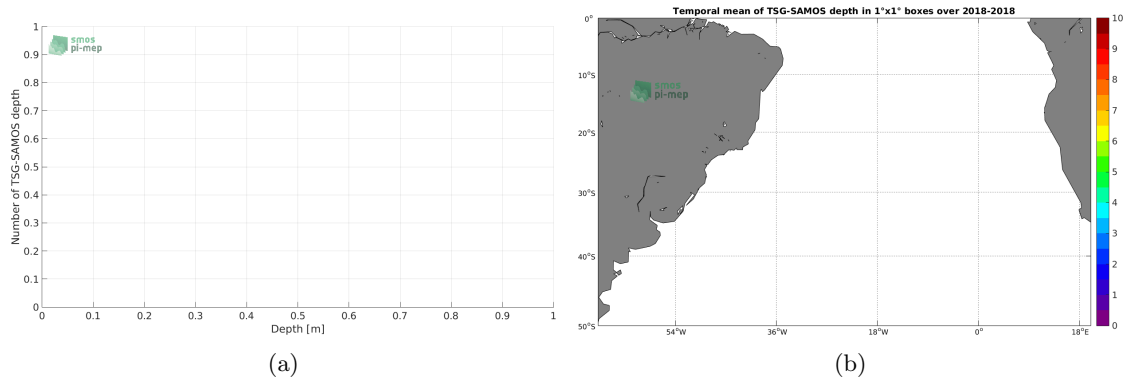 smos
pi-mep
Number of TSG-SAMOS depth
1
0.9
0.8
0.7
0.6
0.5
0.4
0.3
0.2
0.1
0
0 0.1 0.2 0.3 0.4 0.5 0.6 0.7 0.8 0.9 1
Depth [m]
(a)
Temporal mean of TSG-SAMOS depth in 1°x1° boxes over 2018-2018
smos
pi-mep
0°
10°S
20°S
30°S
40°S
50°S
54°W 36°W 18°W 0° 18°E
10
9
8
7
6
5
4
3
2
1
0
(b)